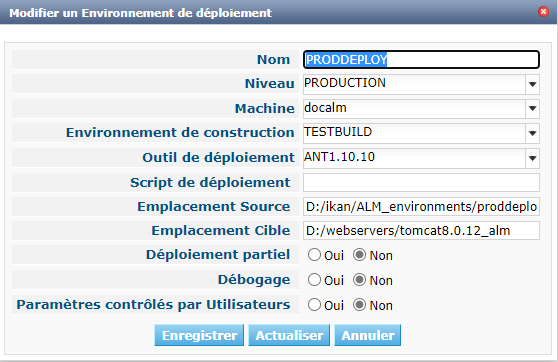 Modifier un Environnement de déploiement
Nom PRODDEPLOY
Niveau PRODUCTION
Machine docalm
Environnement de construction TESTBUILD
Outil de déploiement ANT1.10.10
Script de déploiement
Emplacement Source D:/ikan/ALM_environments/proddeplo
Emplacement Cible D:/webservers/tomcat8.0.12_alm
Déploiement partiel Oui Non
Débogage Oui Non
Paramètres contrôlés par Utilisateurs Oui Non
Enregistrer Actualiser Annuler